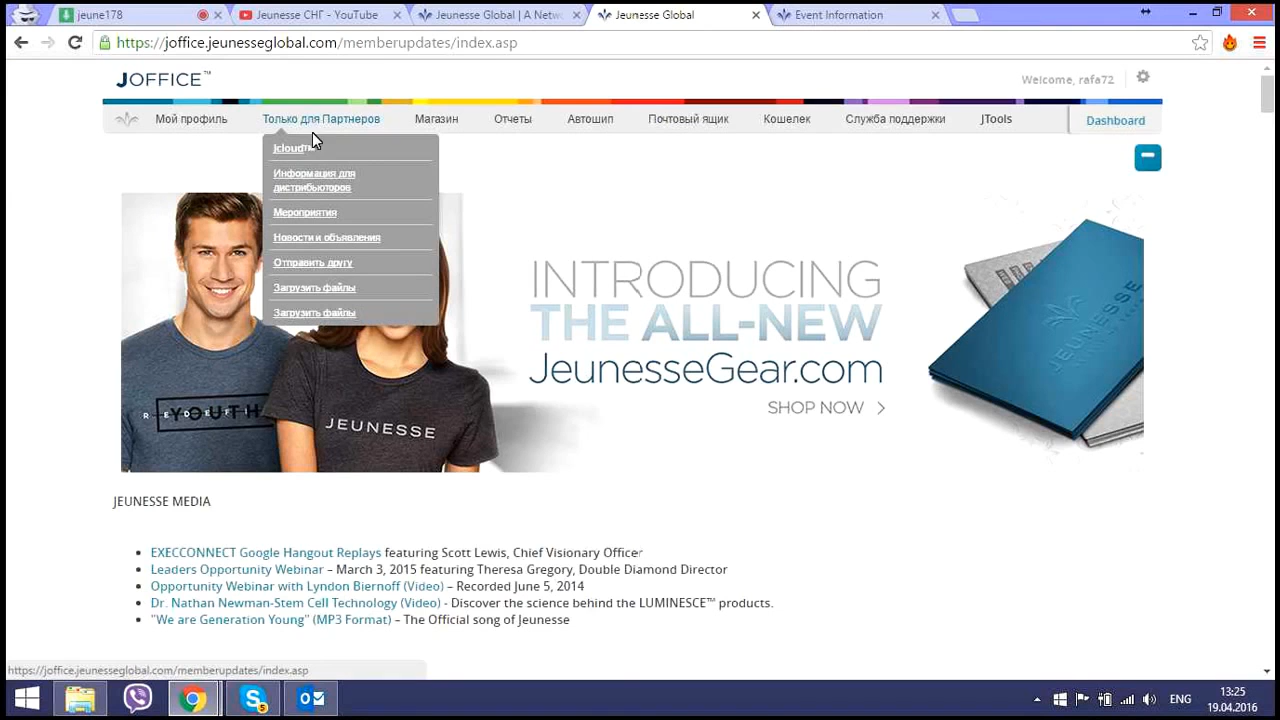 jeune178
Jeunesse СНГ - YouTube
Jeunesse Global | A Netw
Jeunesse Global
Event Information
https://joffice.jeunesseglobal.com/memberupdates/index.asp
JOFFICE™
Welcome, rafa72
Мой профиль
Только для Партнеров
Магазин
Отчеты
Автошип
Почтовый ящик
Кошелек
Служба поддержки
JTools
Dashboard
Jcloud
Информация для
дистрибьюторов
Мероприятия
Новости и объявления
Отправить другу
Загрузить файлы
Загрузить файлы
REDEFI
YOUTH
JEUNESSE
INTRODUCING
THE ALL-NEW
JeunesseGear.com
SHOP NOW
JEUNESSE
JEUNESSE MEDIA
EXECCONNECT Google Hangout Replays featuring Scott Lewis, Chief Visionary Officer
Leaders Opportunity Webinar – March 3, 2015 featuring Theresa Gregory, Double Diamond Director
Opportunity Webinar with Lyndon Biernoff (Video) – Recorded June 5, 2014
Dr. Nathan Newman-Stem Cell Technology (Video) - Discover the science behind the LUMINESCE™ products.
"We are Generation Young" (MP3 Format) – The Official song of Jeunesse
https://joffice.jeunesseglobal.com/memberupdates/index.asp
5
ENG
13:25
19.04.2016